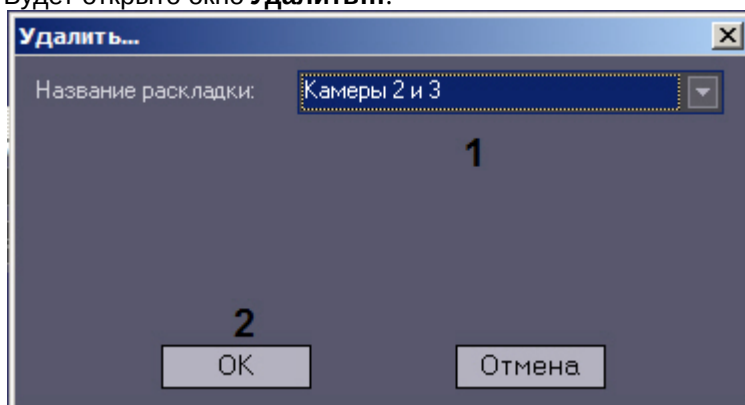 Будет открыто окно Удалить....
Удалить...
Название раскладки: Камеры 2 и 3
1
2
OK Отмена